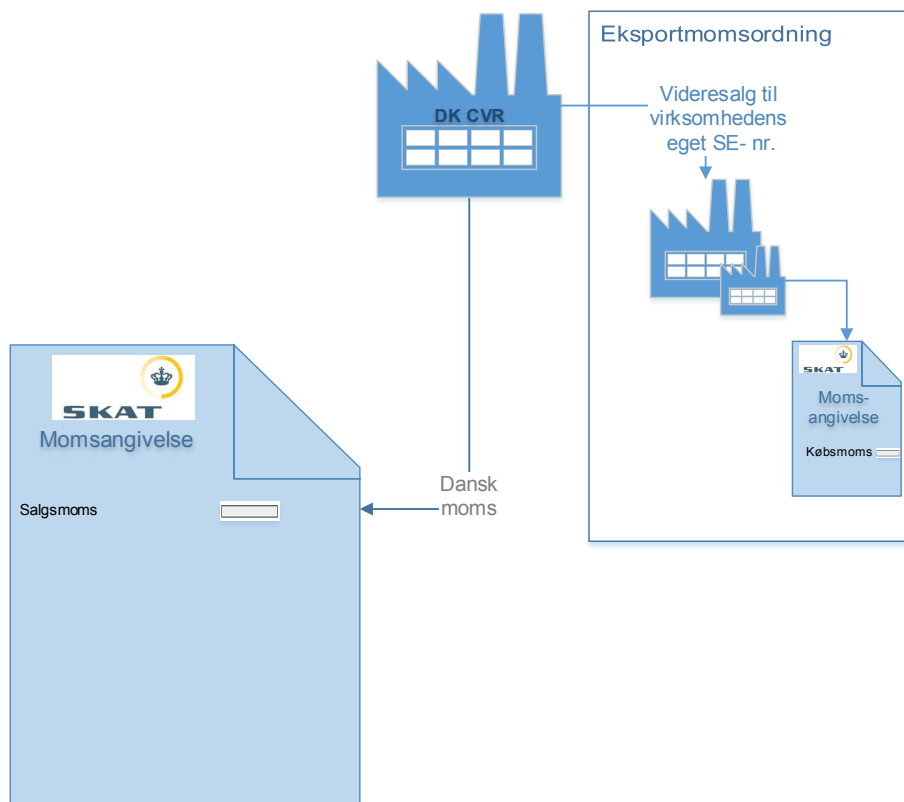 Eksportmomsordning
DK CVR
Videresalg til
virksomhedens
eget SE- nr.
SKAT
Momsangivelse
Salgsmoms
Dansk
moms
SKAT
Moms-
angivelse
Købsmoms